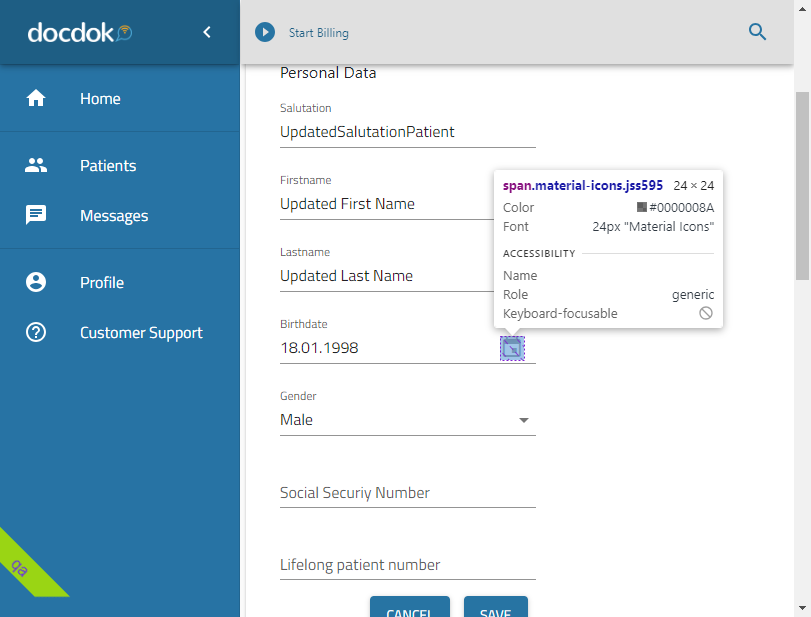 docdok
Start Billing
Home
Patients
Messages
Profile
Customer Support
qa
Personal Data
Salutation
UpdatedSalutationPatient
Firstname
Updated First Name
Lastname
Updated Last Name
Birthdate
18.01.1998
Gender
Male
Social Securiy Number
Lifelong patient number
CANCEL
SAVE
span.material-icons.jss595 24 × 24
Color #0000008A
Font 24px "Material Icons"
ACCESSIBILITY
Name
Role generic
Keyboard-focusable